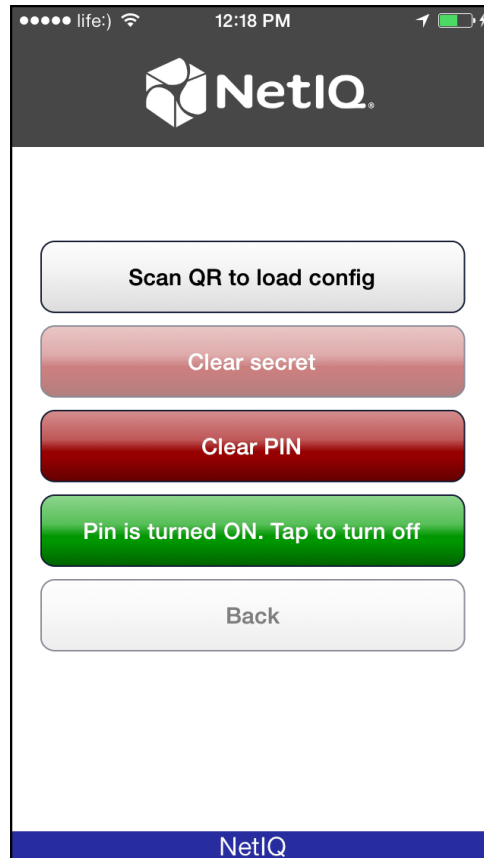 life:) 12:18 PM
NetIQ.
Scan QR to load config
Clear secret
Clear PIN
Pin is turned ON. Tap to turn off
Back
NetIQ